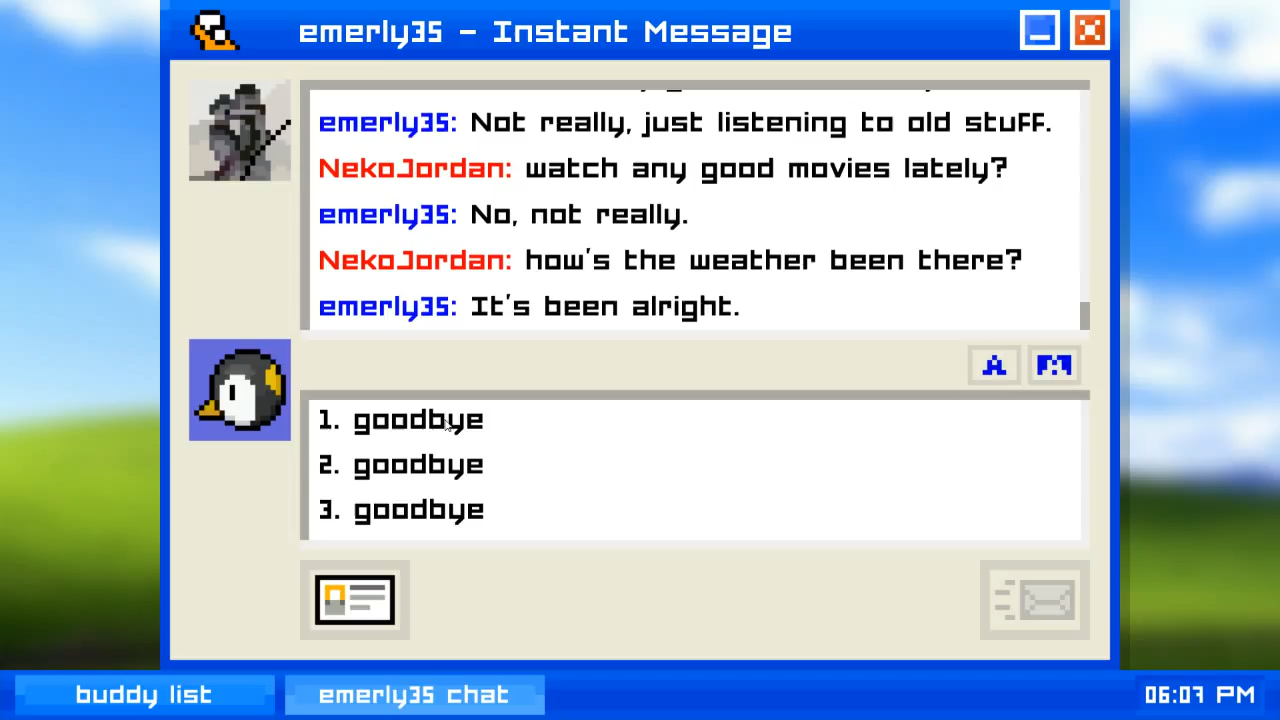 emerly35 - Instant Message
emerly35: Not really, just listening to old stuff.
NekoJordan: watch any good movies lately?
emerly35: No, not really.
NekoJordan: how's the weather been there?
emerly35: It's been alright.
A
1. goodbye
2. goodbye
3. goodbye
buddy list
emerly35 chat
06:07 PM